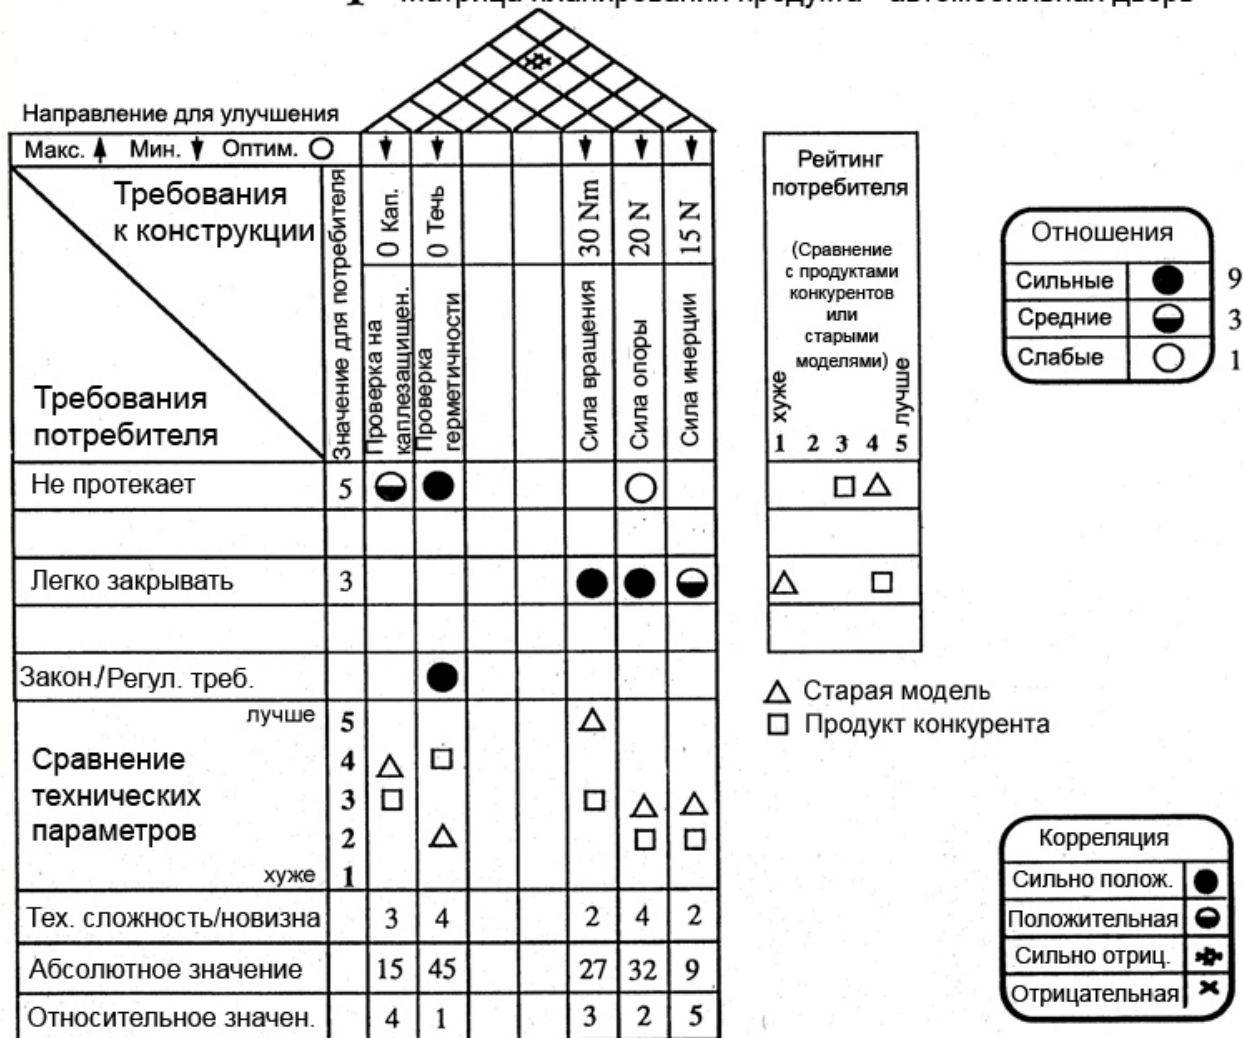 Матрица планирования продукта - автомобильная дверь
Направление для улучшения
Макс. Мин. Оптим.
Требования
к конструкции
Требования
потребителя
Значение для потребителя
0 Кап.
0 Течь
30 Nm
20 N
15 N
Проверка на
каплезащищен.
Проверка
герметичности
Сила вращения
Сила опоры
Сила инерции
Рейтинг
потребителя
(Сравнение
с продуктами
конкурентов
или
старыми
моделями)
хуже
лучше
1 2 3 4 5
Отношения
Сильные 9
Средние 3
Слабые 1
Не протекает 5
Легко закрывать 3
Закон./Регул. треб.
Старая модель
Продукт конкурента
лучше 5
4
3
2
хуже 1
Сравнение
технических
параметров
Тех. сложность/новизна 3 4 2 4 2
Абсолютное значение 15 45 27 32 9
Относительное значен. 4 1 3 2 5
Корреляция
Сильно полож.
Положительная
Сильно отриц.
Отрицательная